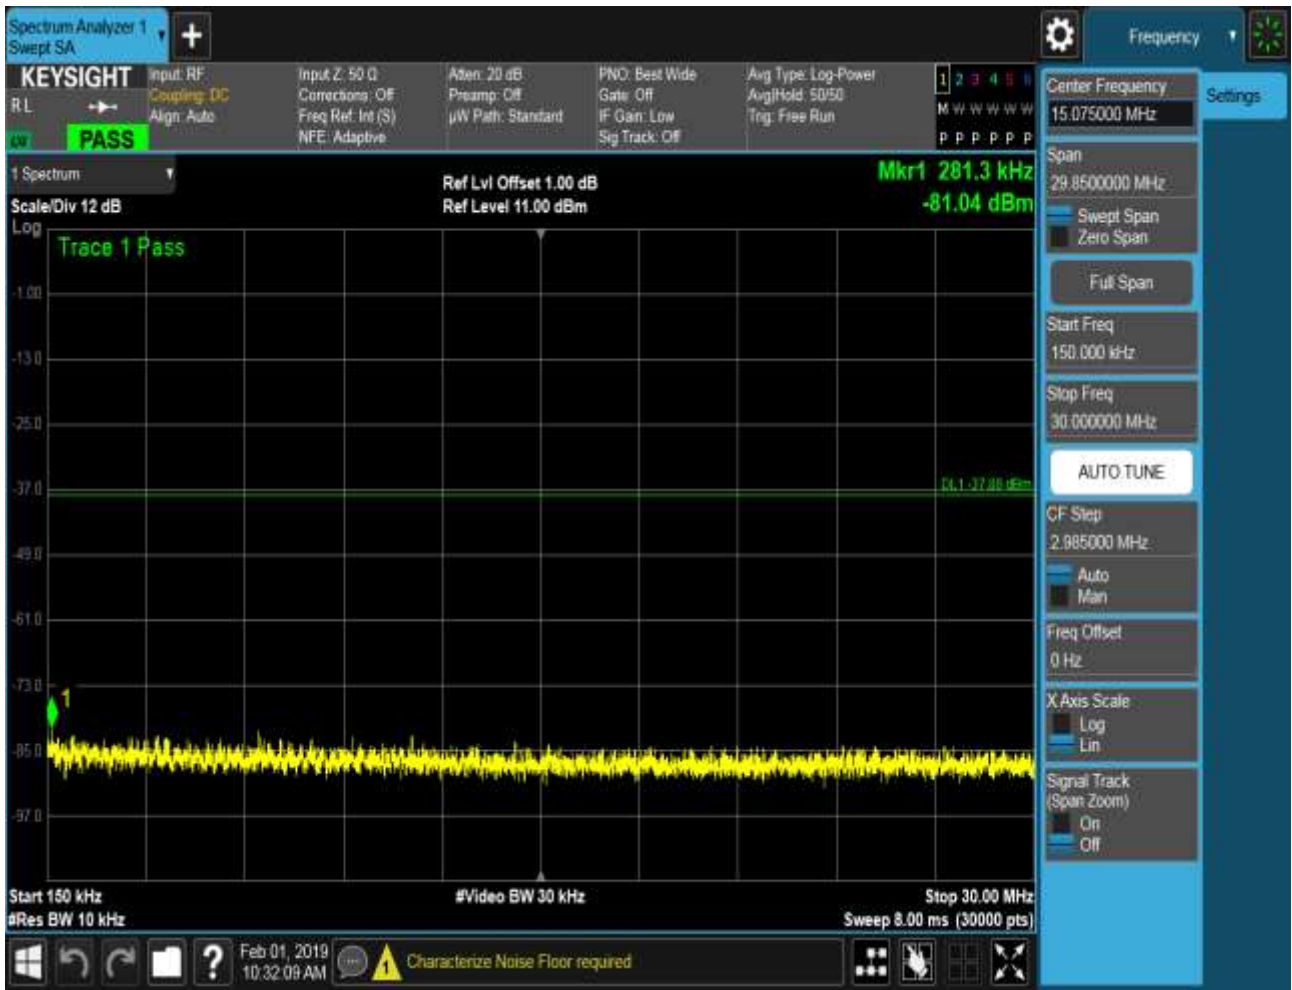 Spectrum Analyzer 1
Swept SA
Frequency
KEYSIGHT
R L
PASS
Input: RF
Coupling: DC
Align: Auto
Input Z: 50 Ω
Corrections: Off
Freq Ref: Int (S)
NFE: Adaptive
Atten: 20 dB
Preamp: Off
µW Path: Standard
PNO: Best Wide
Gate: Off
IF Gain: Low
Sig Track: Off
Avg Type: Log-Power
Avg|Hold: 50/50
Trig: Free Run
1 2 3 4 5 6
M W W W W W
P P P P P P
1 Spectrum
Scale/Div 12 dB
Ref Lvl Offset 1.00 dB
Ref Level 11.00 dBm
Mkr1 281.3 kHz
-81.04 dBm
Log
Trace 1 Pass
-1.00
-13.0
-25.0
-37.0
DL1 -37.88 dBm
-49.0
-61.0
-73.0
1
-85.0
-97.0
Start 150 kHz
#Video BW 30 kHz
Stop 30.00 MHz
#Res BW 10 kHz
Sweep 8.00 ms (30000 pts)
Feb 01, 2019
10:32:09 AM
Characterize Noise Floor required
Center Frequency
15.075000 MHz
Settings
Span
29.8500000 MHz
Swept Span
Zero Span
Full Span
Start Freq
150.000 kHz
Stop Freq
30.000000 MHz
AUTO TUNE
CF Step
2.985000 MHz
Auto
Man
Freq Offset
0 Hz
X Axis Scale
Log
Lin
Signal Track
(Span Zoom)
On
Off